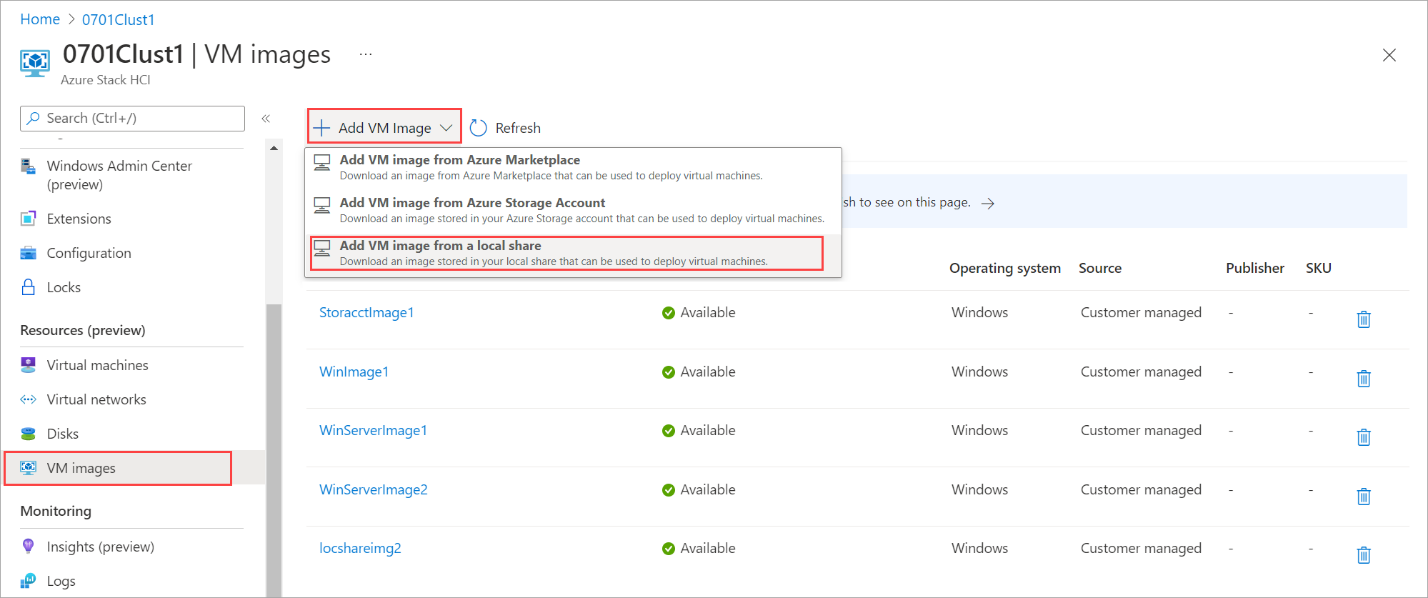 Home > 0701Clust1
0701Clust1 | VM images ...
Azure Stack HCI
Search (Ctrl+/)
«
Windows Admin Center
(preview)
Extensions
Configuration
Locks
Resources (preview)
Virtual machines
Virtual networks
Disks
VM images
Monitoring
Insights (preview)
Logs
+ Add VM Image
Refresh
Add VM image from Azure Marketplace
Download an image from Azure Marketplace that can be used to deploy virtual machines.
Add VM image from Azure Storage Account
Download an image stored in your Azure Storage account that can be used to deploy virtual machines.
Add VM image from a local share
Download an image stored in your local share that can be used to deploy virtual machines.
sh to see on this page. →
Operating system Source Publisher SKU
StoracctImage1 Available Windows Customer managed - -
WinImage1 Available Windows Customer managed - -
WinServerImage1 Available Windows Customer managed - -
WinServerImage2 Available Windows Customer managed - -
locshareimg2 Available Windows Customer managed - -